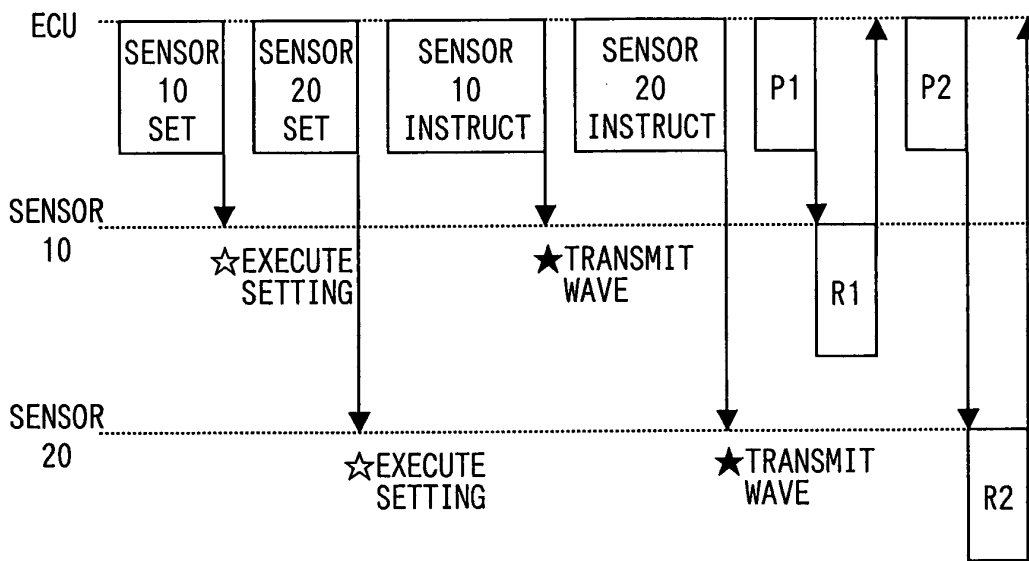 ECU
SENSOR
10
SET
SENSOR
20
SET
SENSOR
10
INSTRUCT
SENSOR
20
INSTRUCT
P1
P2
SENSOR
10
☆EXECUTE
SETTING
★TRANSMIT
WAVE
R1
SENSOR
20
☆EXECUTE
SETTING
★TRANSMIT
WAVE
R2